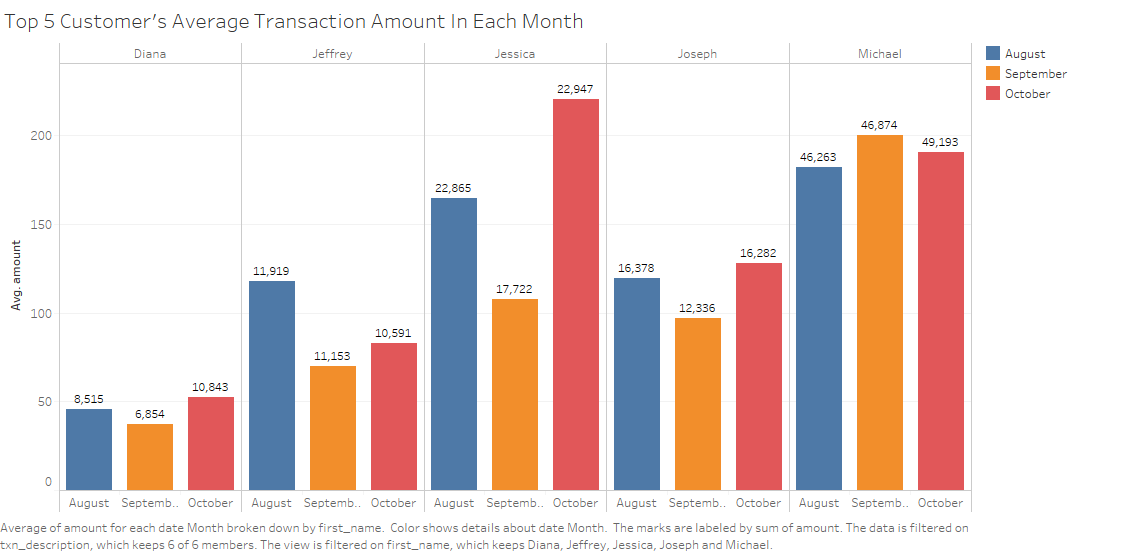 Top 5 Customer's Average Transaction Amount In Each Month
Diana Jeffrey Jessica Joseph Michael
August
September
October
Avg. amount
200
150
100
50
0
8,515 6,854 10,843
11,919 11,153 10,591
22,865 17,722 22,947
16,378 12,336 16,282
46,263 46,874 49,193
August Septemb.. October August Septemb.. October August Septemb.. October August Septemb.. October August Septemb.. October
Average of amount for each date Month broken down by first_name. Color shows details about date Month. The marks are labeled by sum of amount. The data is filtered on
txn_description, which keeps 6 of 6 members. The view is filtered on first_name, which keeps Diana, Jeffrey, Jessica, Joseph and Michael.